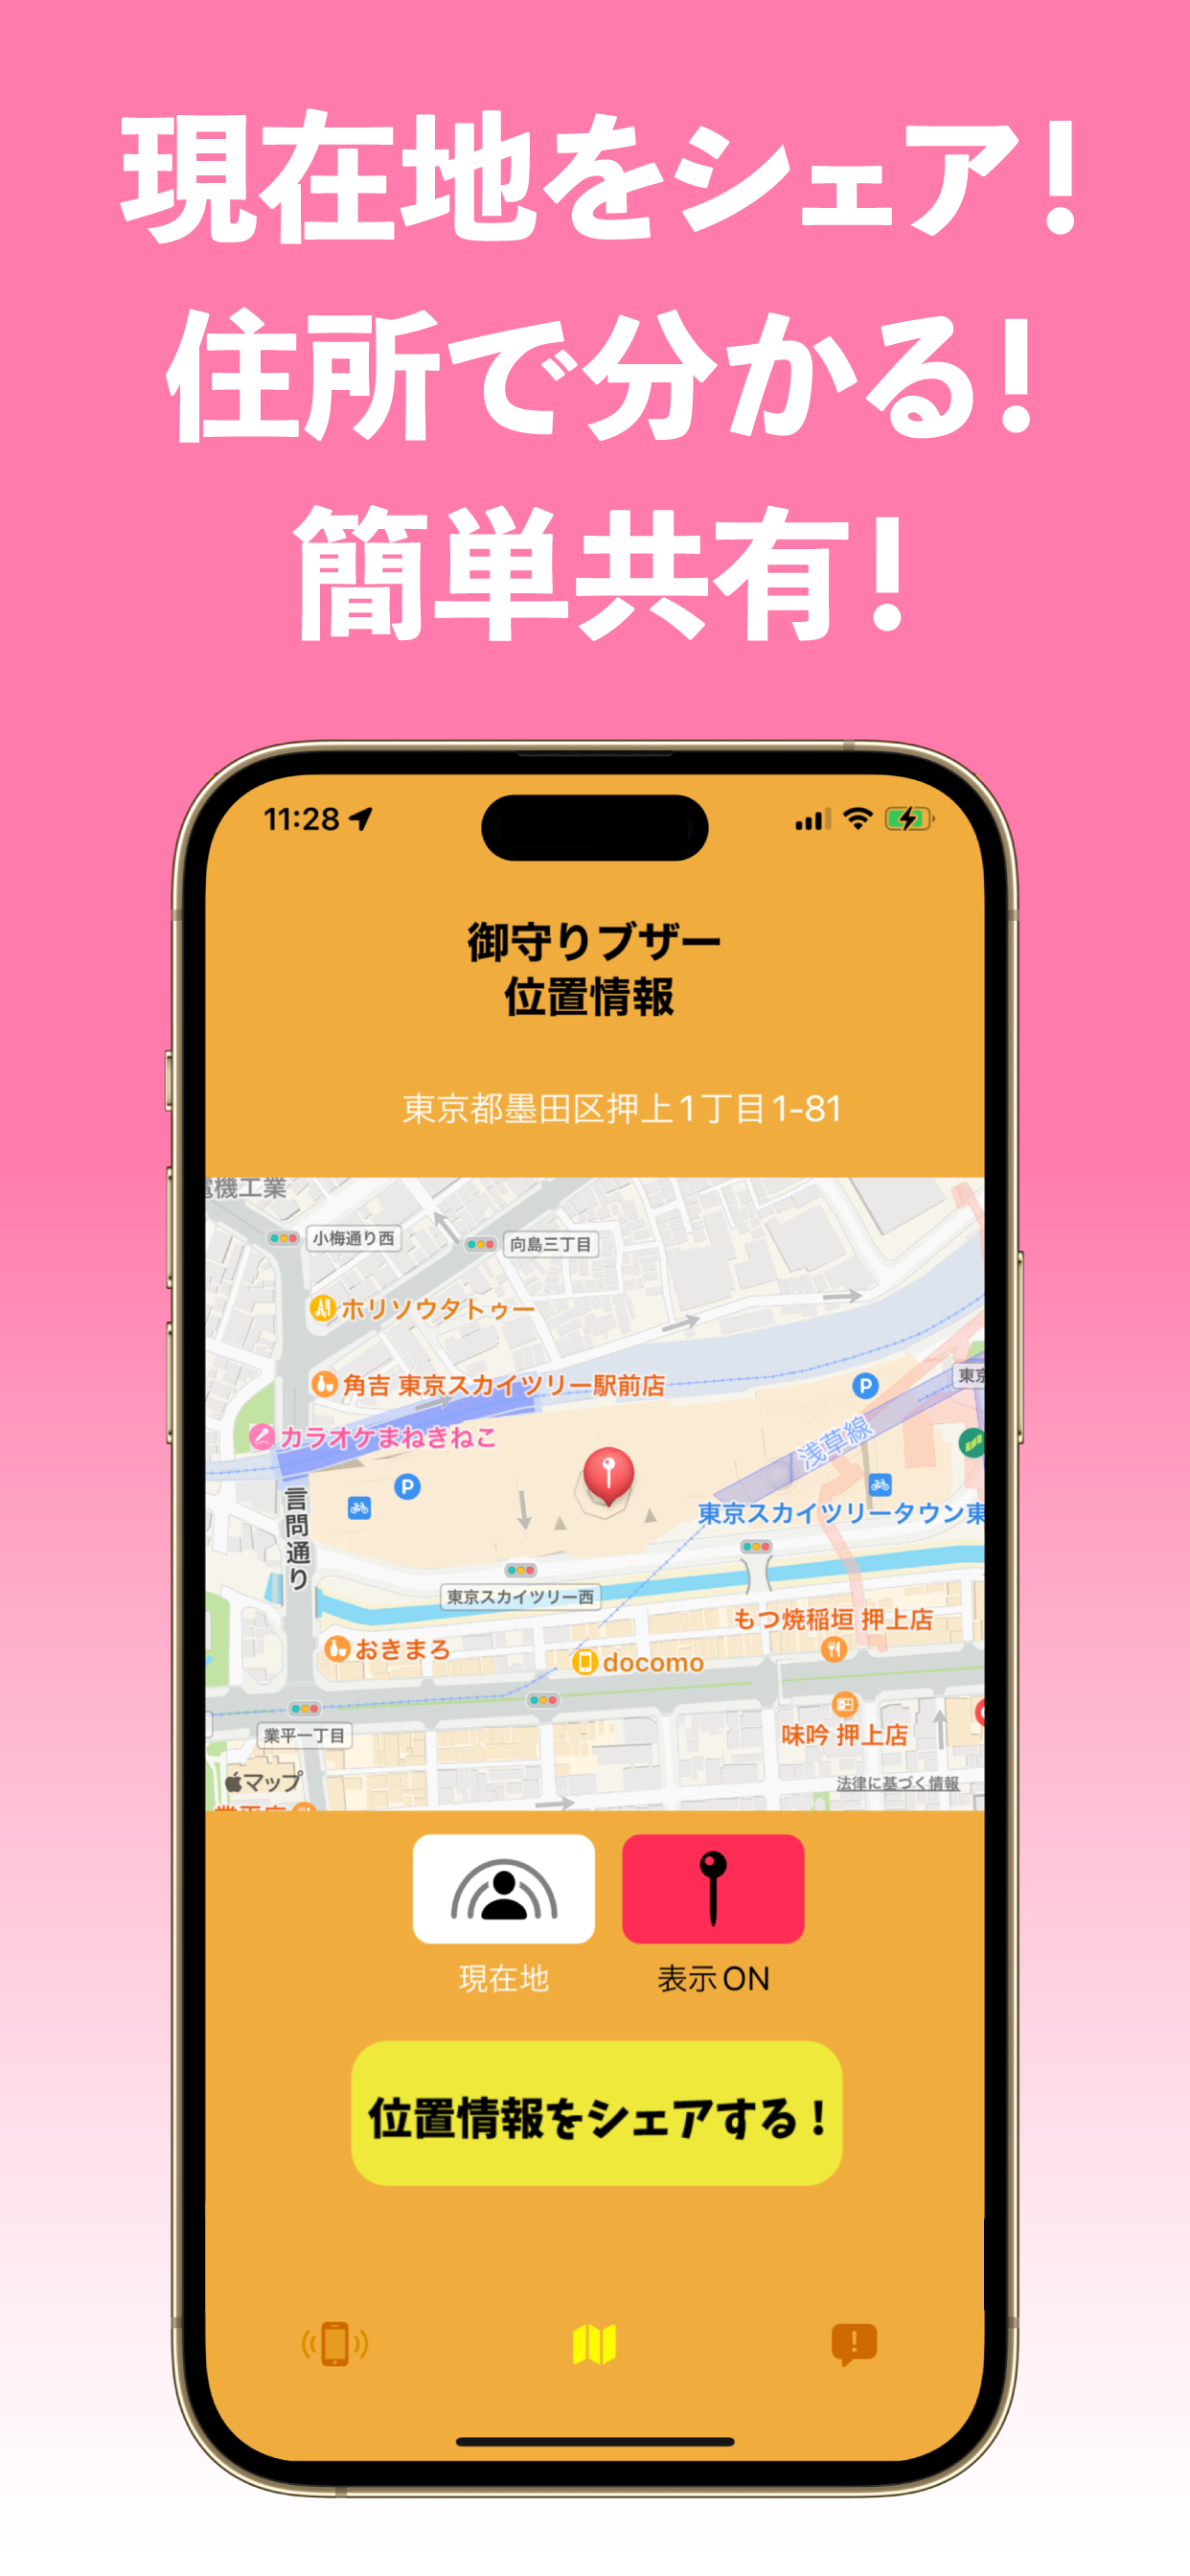 現在地をシェア!
住所で分かる!
簡単共有!
11:28
御守りブザー
位置情報
東京都墨田区押上1丁目1-81
電機工業
小梅通り西
向島三丁目
ホリソウタトゥー
角吉 東京スカイツリー駅前店
P
東京
カラオケまねきねこ
浅草線
P
東京スカイツリータウン東
言問通り
東京スカイツリー西
もつ焼稲垣 押上店
おきまろ
docomo
業平一丁目
味吟 押上店
マップ
法律に基づく情報
現在地
表示ON
位置情報をシェアする！